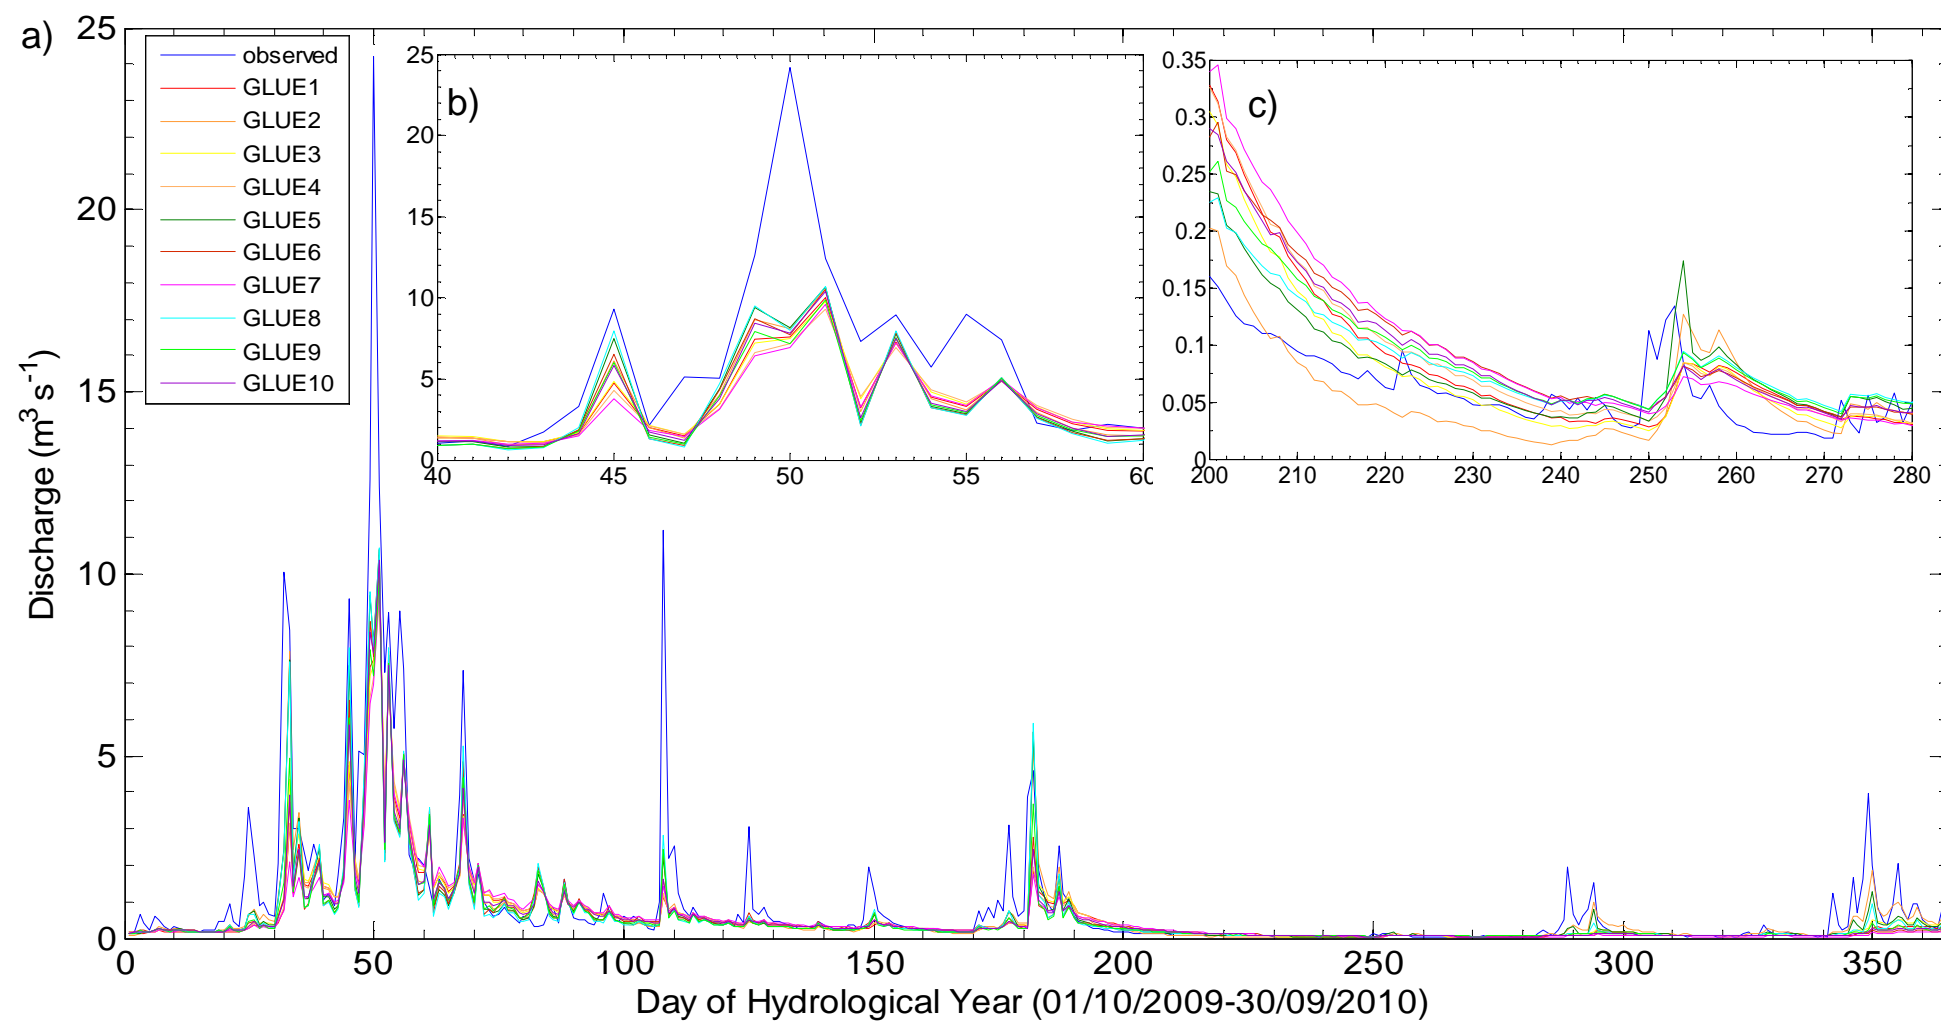 a)
25
20
15
10
5
0
Discharge (m³ s⁻¹)
observed
GLUE1
GLUE2
GLUE3
GLUE4
GLUE5
GLUE6
GLUE7
GLUE8
GLUE9
GLUE10
b)
25
20
15
10
5
0
40 45 50 55 60
c)
0.35
0.3
0.25
0.2
0.15
0.1
0.05
0
200 210 220 230 240 250 260 270 280
0 50 100 150 200 250 300 350
Day of Hydrological Year (01/10/2009-30/09/2010)